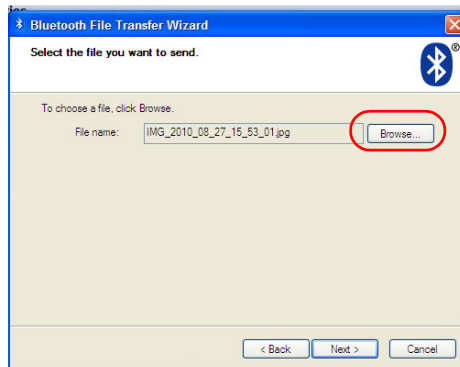 Bluetooth File Transfer Wizard
Select the file you want to send.
®
To choose a file, click Browse.
File name: IMG_2010_08_27_15_53_01.jpg Browse...
< Back Next > Cancel